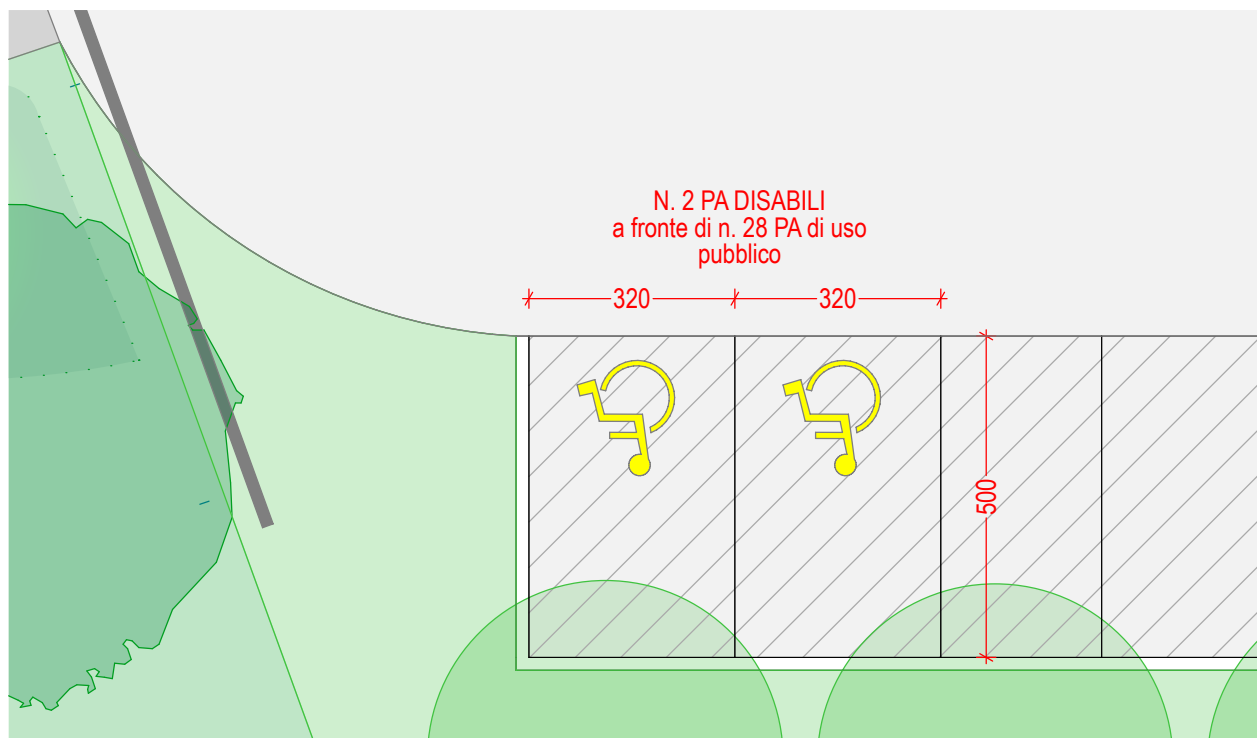 N. 2 PA DISABILI
a fronte di n. 28 PA di uso
pubblico
320 320
500